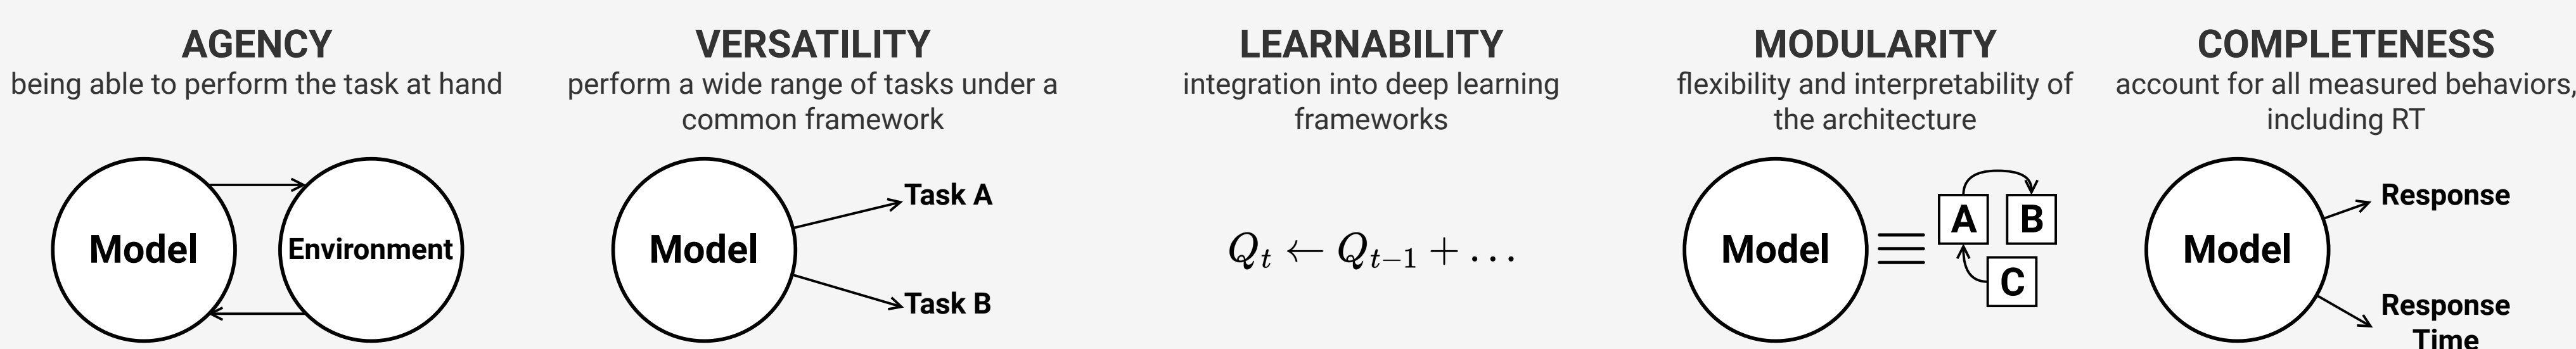 AGENCY
being able to perform the task at hand
Model
Environment
VERSATILITY
perform a wide range of tasks under a
common framework
Model
Task A
Task B
LEARNABILITY
integration into deep learning
frameworks
Q_t ← Q_{t−1} + …
MODULARITY
flexibility and interpretability of
the architecture
Model
A
B
C
COMPLETENESS
account for all measured behaviors,
including RT
Model
Response
Response
Time